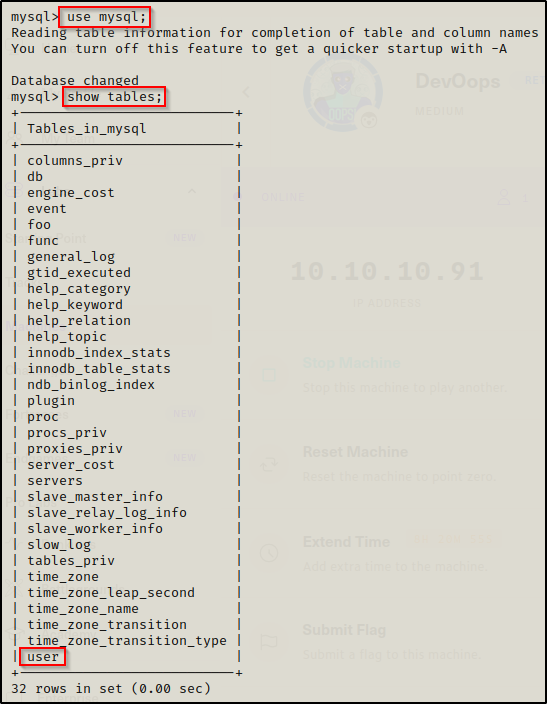 mysql> use mysql;
Reading table information for completion of table and column names
You can turn off this feature to get a quicker startup with -A
Database changed
mysql> show tables;
+---------------------------+
| Tables_in_mysql |
+---------------------------+
| columns_priv |
| db |
| engine_cost |
| event |
| foo |
| func |
| general_log |
| gtid_executed |
| help_category |
| help_keyword |
| help_relation |
| help_topic |
| innodb_index_stats |
| innodb_table_stats |
| ndb_binlog_index |
| plugin |
| proc |
| procs_priv |
| proxies_priv |
| server_cost |
| servers |
| slave_master_info |
| slave_relay_log_info |
| slave_worker_info |
| slow_log |
| tables_priv |
| time_zone |
| time_zone_leap_second |
| time_zone_name |
| time_zone_transition |
| time_zone_transition_type |
| user |
+---------------------------+
32 rows in set (0.00 sec)
DevOops
MEDIUM
ONLINE
10.10.10.91
IP ADDRESS
Stop Machine
Stop this machine to play another.
Reset Machine
Reset the machine to point zero.
Extend Time
Add extra time to the machine.
Submit Flag
Submit a flag to this machine.
NEW
NEW
NEW